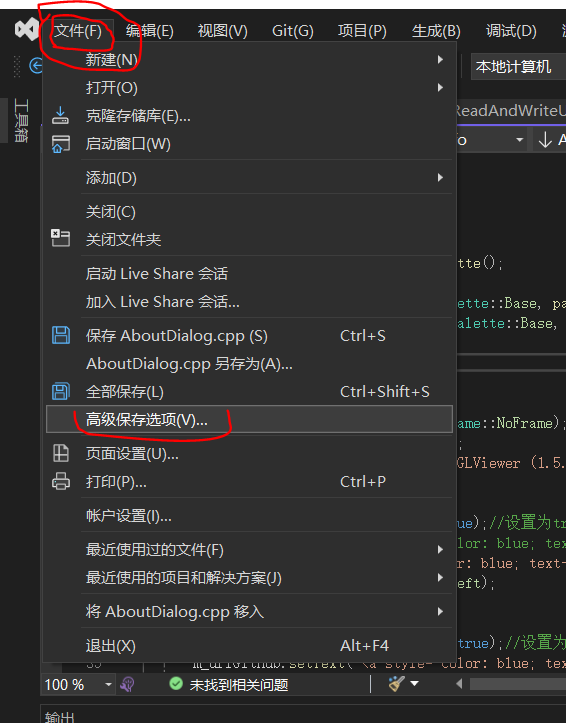 文件(F) 编辑(E) 视图(V) Git(G) 项目(P) 生成(B) 调试(D)
新建(N)
本地计算机
打开(O)
工具箱
克隆存储库(E)...
ReadAndWriteU
启动窗口(W)
添加(D)
关闭(C)
关闭文件夹
tte();
启动 Live Share 会话
加入 Live Share 会话...
ette::Base, pa
alette::Base,
保存 AboutDialog.cpp (S) Ctrl+S
AboutDialog.cpp 另存为(A)...
全部保存(L) Ctrl+Shift+S
高级保存选项(V)...
ame::NoFrame);
;
页面设置(U)...
GLViewer (1.5.
打印(P)... Ctrl+P
帐户设置(I)...
ue);//设置为tr
最近使用过的文件(F)
olor: blue; tex
r: blue; text-
最近使用的项目和解决方案(J)
eft);
将 AboutDialog.cpp 移入
退出(X) Alt+F4
true);//设置为
35 m_urlGithub.setText("<a style='color: blue; tex
100 % 未找到相关问题
输出